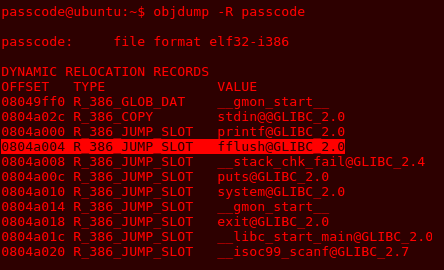 passcode@ubuntu:~$ objdump -R passcode
passcode:     file format elf32-i386
DYNAMIC RELOCATION RECORDS
OFFSET   TYPE              VALUE
08049ff0 R_386_GLOB_DAT    __gmon_start__
0804a02c R_386_COPY        stdin@@GLIBC_2.0
0804a000 R_386_JUMP_SLOT   printf@GLIBC_2.0
0804a004 R_386_JUMP_SLOT   fflush@GLIBC_2.0
0804a008 R_386_JUMP_SLOT   __stack_chk_fail@GLIBC_2.4
0804a00c R_386_JUMP_SLOT   puts@GLIBC_2.0
0804a010 R_386_JUMP_SLOT   system@GLIBC_2.0
0804a014 R_386_JUMP_SLOT   __gmon_start__
0804a018 R_386_JUMP_SLOT   exit@GLIBC_2.0
0804a01c R_386_JUMP_SLOT   __libc_start_main@GLIBC_2.0
0804a020 R_386_JUMP_SLOT   __isoc99_scanf@GLIBC_2.7